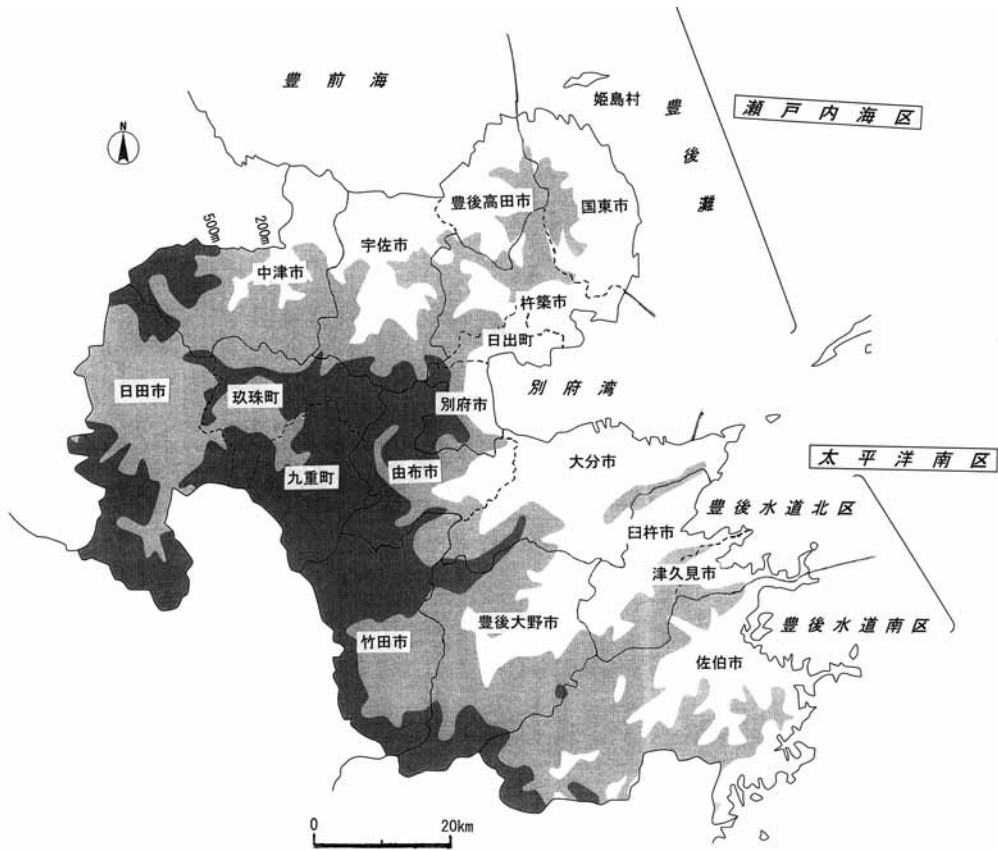 豊前海
姫島村
豊後灘
瀬戸内海区
N
豊後高田市
国東市
500m
200m
宇佐市
中津市
杵築市
日出町
日田市
玖珠町
別府市
別府湾
九重町
由布市
大分市
太平洋南区
豊後水道北区
臼杵市
津久見市
豊後大野市
竹田市
豊後水道南区
佐伯市
0
20km